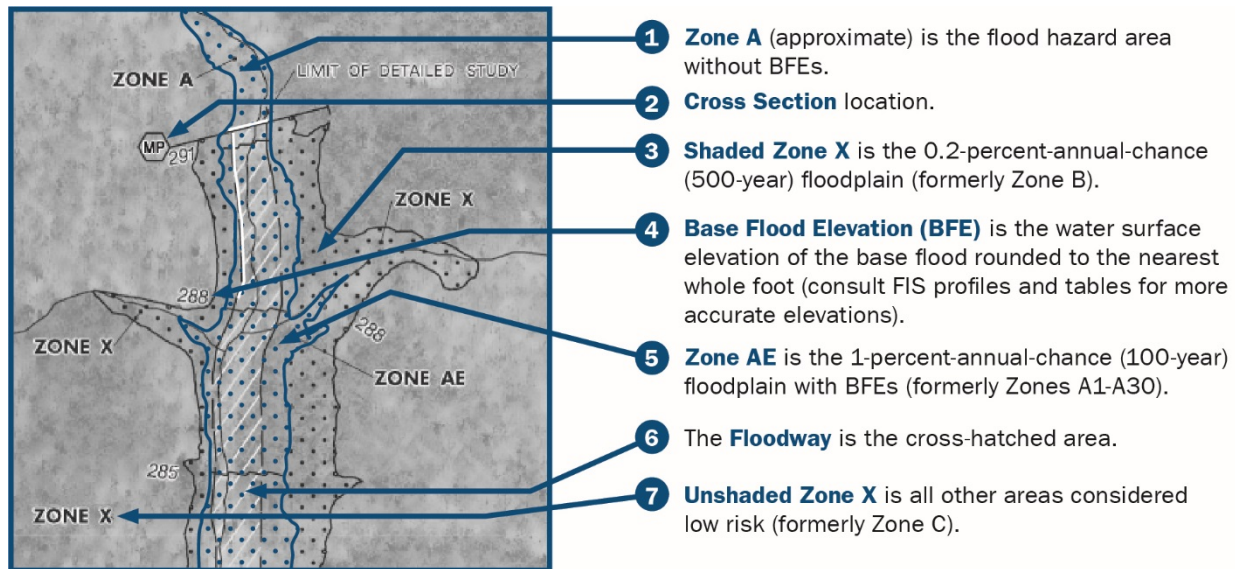 ZONE A
LIMIT OF DETAILED STUDY
MP
291
ZONE X
288
ZONE X
288
ZONE AE
285
ZONE X
1 Zone A (approximate) is the flood hazard area
without BFEs.
2 Cross Section location.
3 Shaded Zone X is the 0.2-percent-annual-chance
(500-year) floodplain (formerly Zone B).
4 Base Flood Elevation (BFE) is the water surface
elevation of the base flood rounded to the nearest
whole foot (consult FIS profiles and tables for more
accurate elevations).
5 Zone AE is the 1-percent-annual-chance (100-year)
floodplain with BFEs (formerly Zones A1-A30).
6 The Floodway is the cross-hatched area.
7 Unshaded Zone X is all other areas considered
low risk (formerly Zone C).